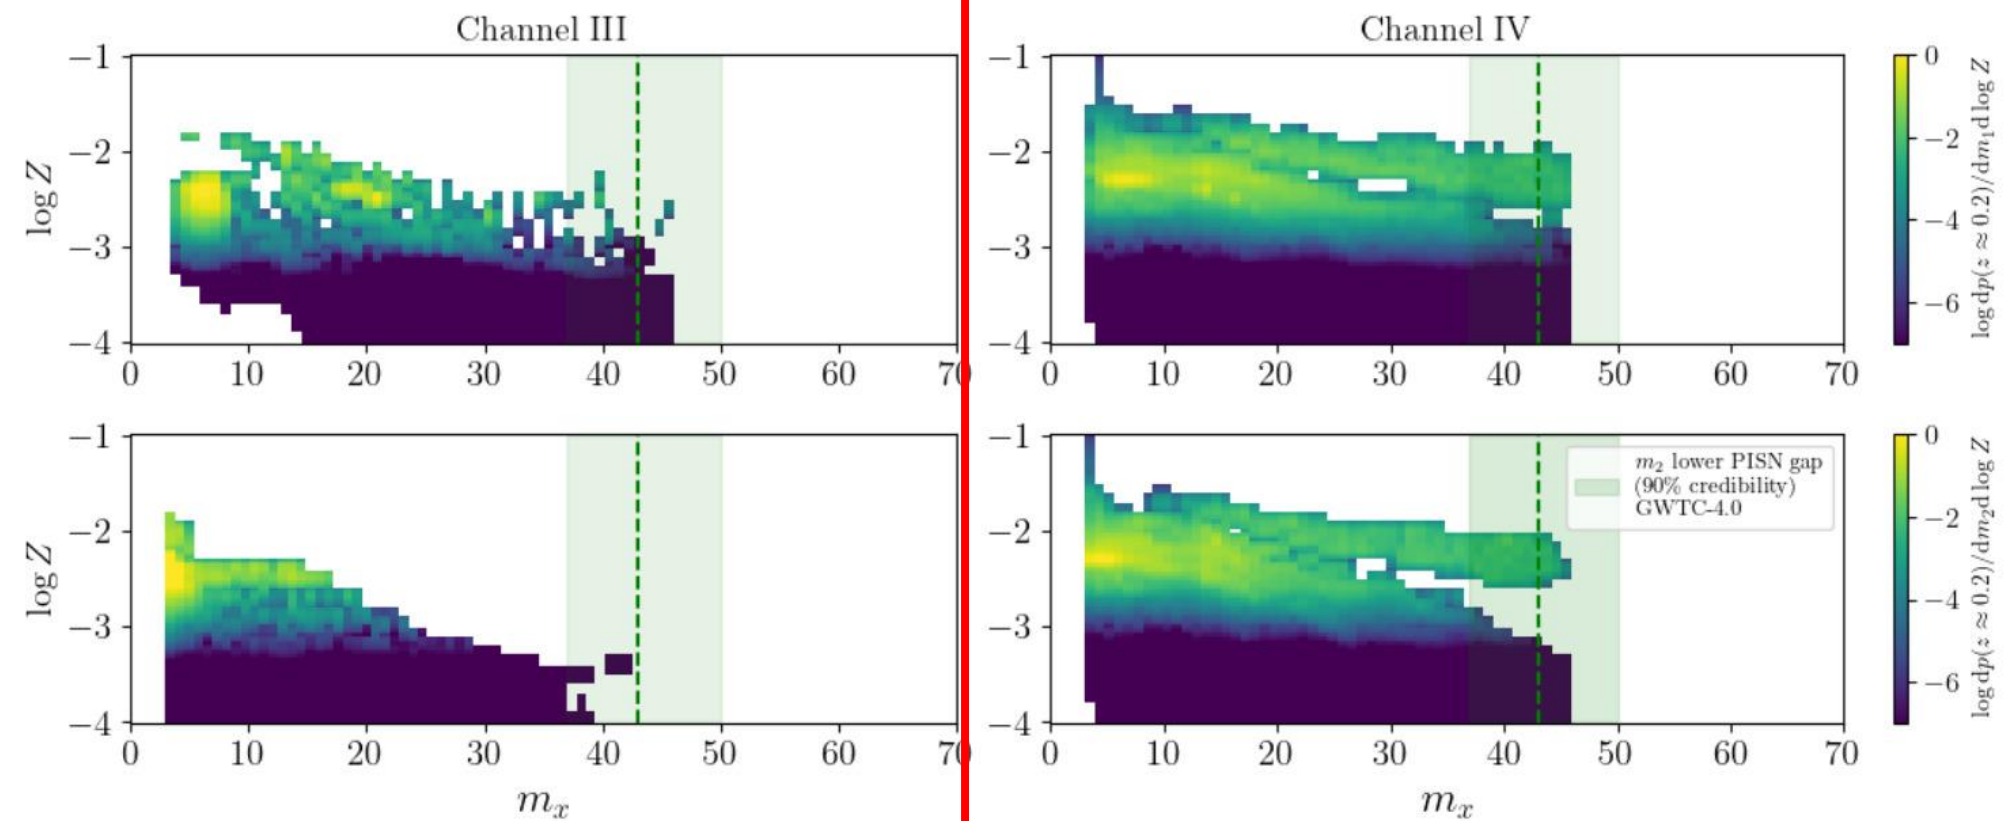 Channel III
Channel IV
−1
−2
−3
−4
log Z
0 10 20 30 40 50 60 70
−1
−2
−3
−4
0 10 20 30 40 50 60 70
0
−2
−4
−6
log dp(z ≈ 0.2)/dm₁d log Z
−1
−2
−3
−4
log Z
0 10 20 30 40 50 60 70
mₓ
−1
−2
−3
−4
m₂ lower PISN gap
(90% credibility)
GWTC-4.0
0 10 20 30 40 50 60 70
mₓ
0
−2
−4
−6
log dp(z ≈ 0.2)/dm₂d log Z